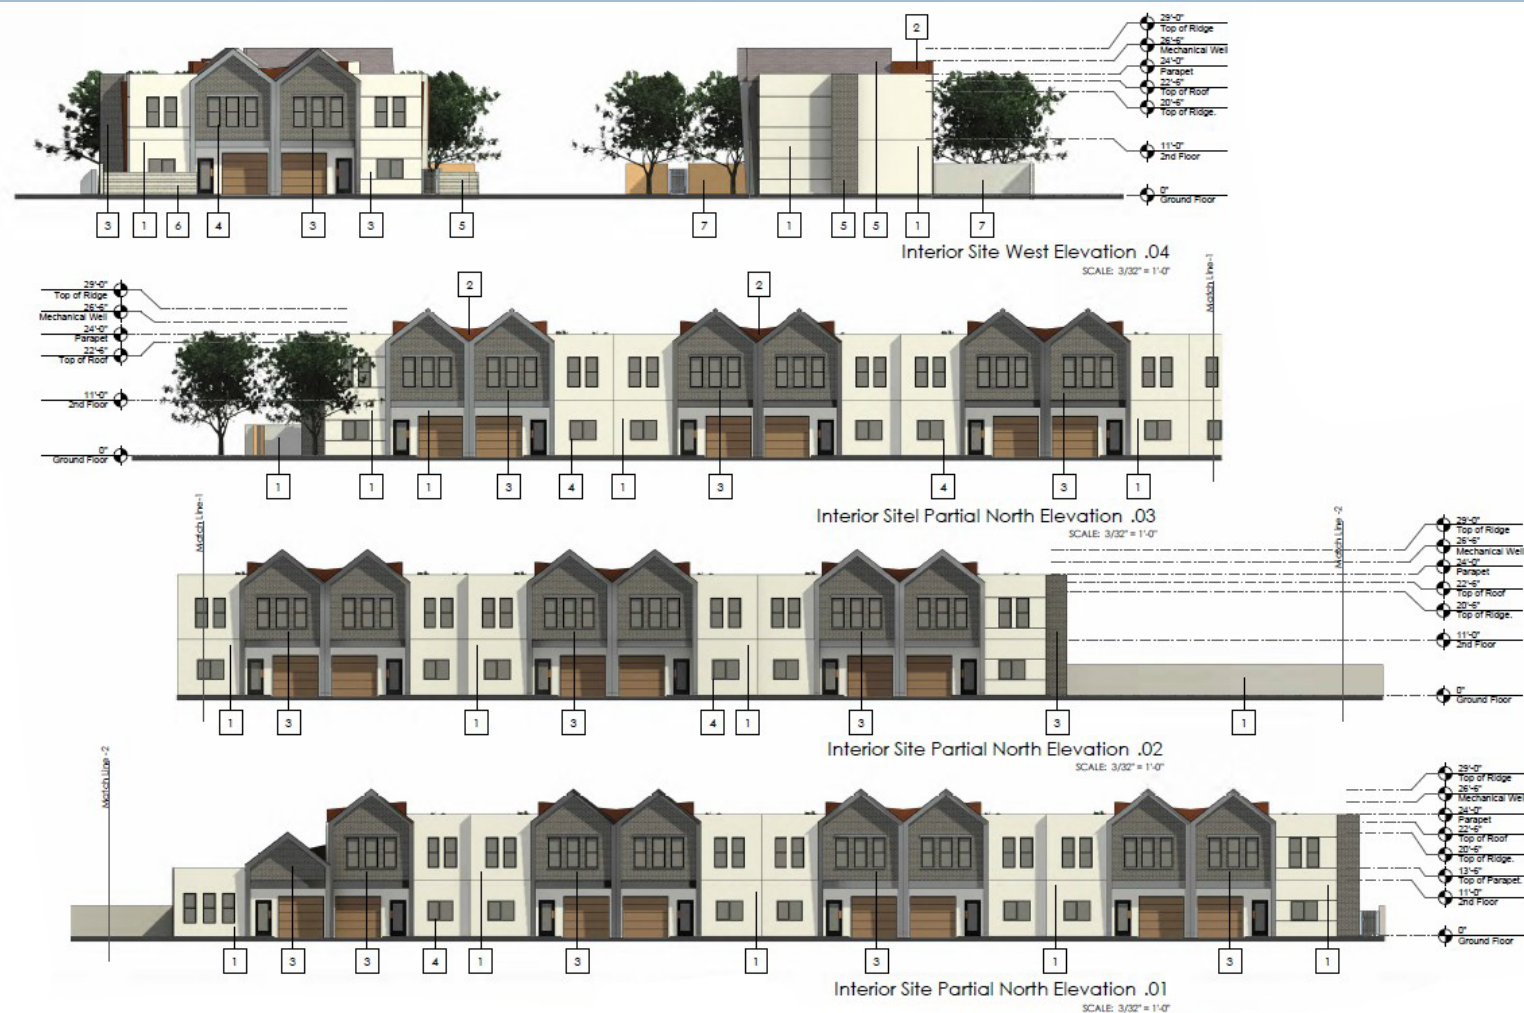 2
29'-0"
Top of Ridge
26'-6"
Mechanical Well
24'-0"
Parapet
22'-6"
Top of Roof
20'-6"
Top of Ridge.
11'-0"
2nd Floor
0"
Ground Floor
3 1 6 4 3 3 5 7 1 5 5 1 7
Interior Site West Elevation .04
SCALE: 3/32" = 1'-0"
Match Line-1
29'-0"
Top of Ridge
26'-6"
Mechanical Well
24'-0"
Parapet
22'-6"
Top of Roof
11'-0"
2nd Floor
0"
Ground Floor
2 2
1 1 1 3 4 1 3 4 3 1
Interior Sitel Partial North Elevation .03
SCALE: 3/32" = 1'-0"
Match Line-1
Match Line -2
29'-0"
Top of Ridge
26'-6"
Mechanical Well
24'-0"
Parapet
22'-6"
Top of Roof
20'-6"
Top of Ridge.
11'-0"
2nd Floor
0"
Ground Floor
1 3 1 3 4 1 3 3 1
Interior Site Partial North Elevation .02
SCALE: 3/32" = 1'-0"
Match Line -2
29'-0"
Top of Ridge
26'-6"
Mechanical Wel
24'-0"
Parapet
22'-6"
Top of Roof
20'-6"
Top of Ridge.
13'-6"
Top of Parapet.
11'-0"
2nd Floor
0"
Ground Floor
1 3 3 4 1 3 1 3 1 3 1
Interior Site Partial North Elevation .01
SCALE: 3/32" = 1'-0"